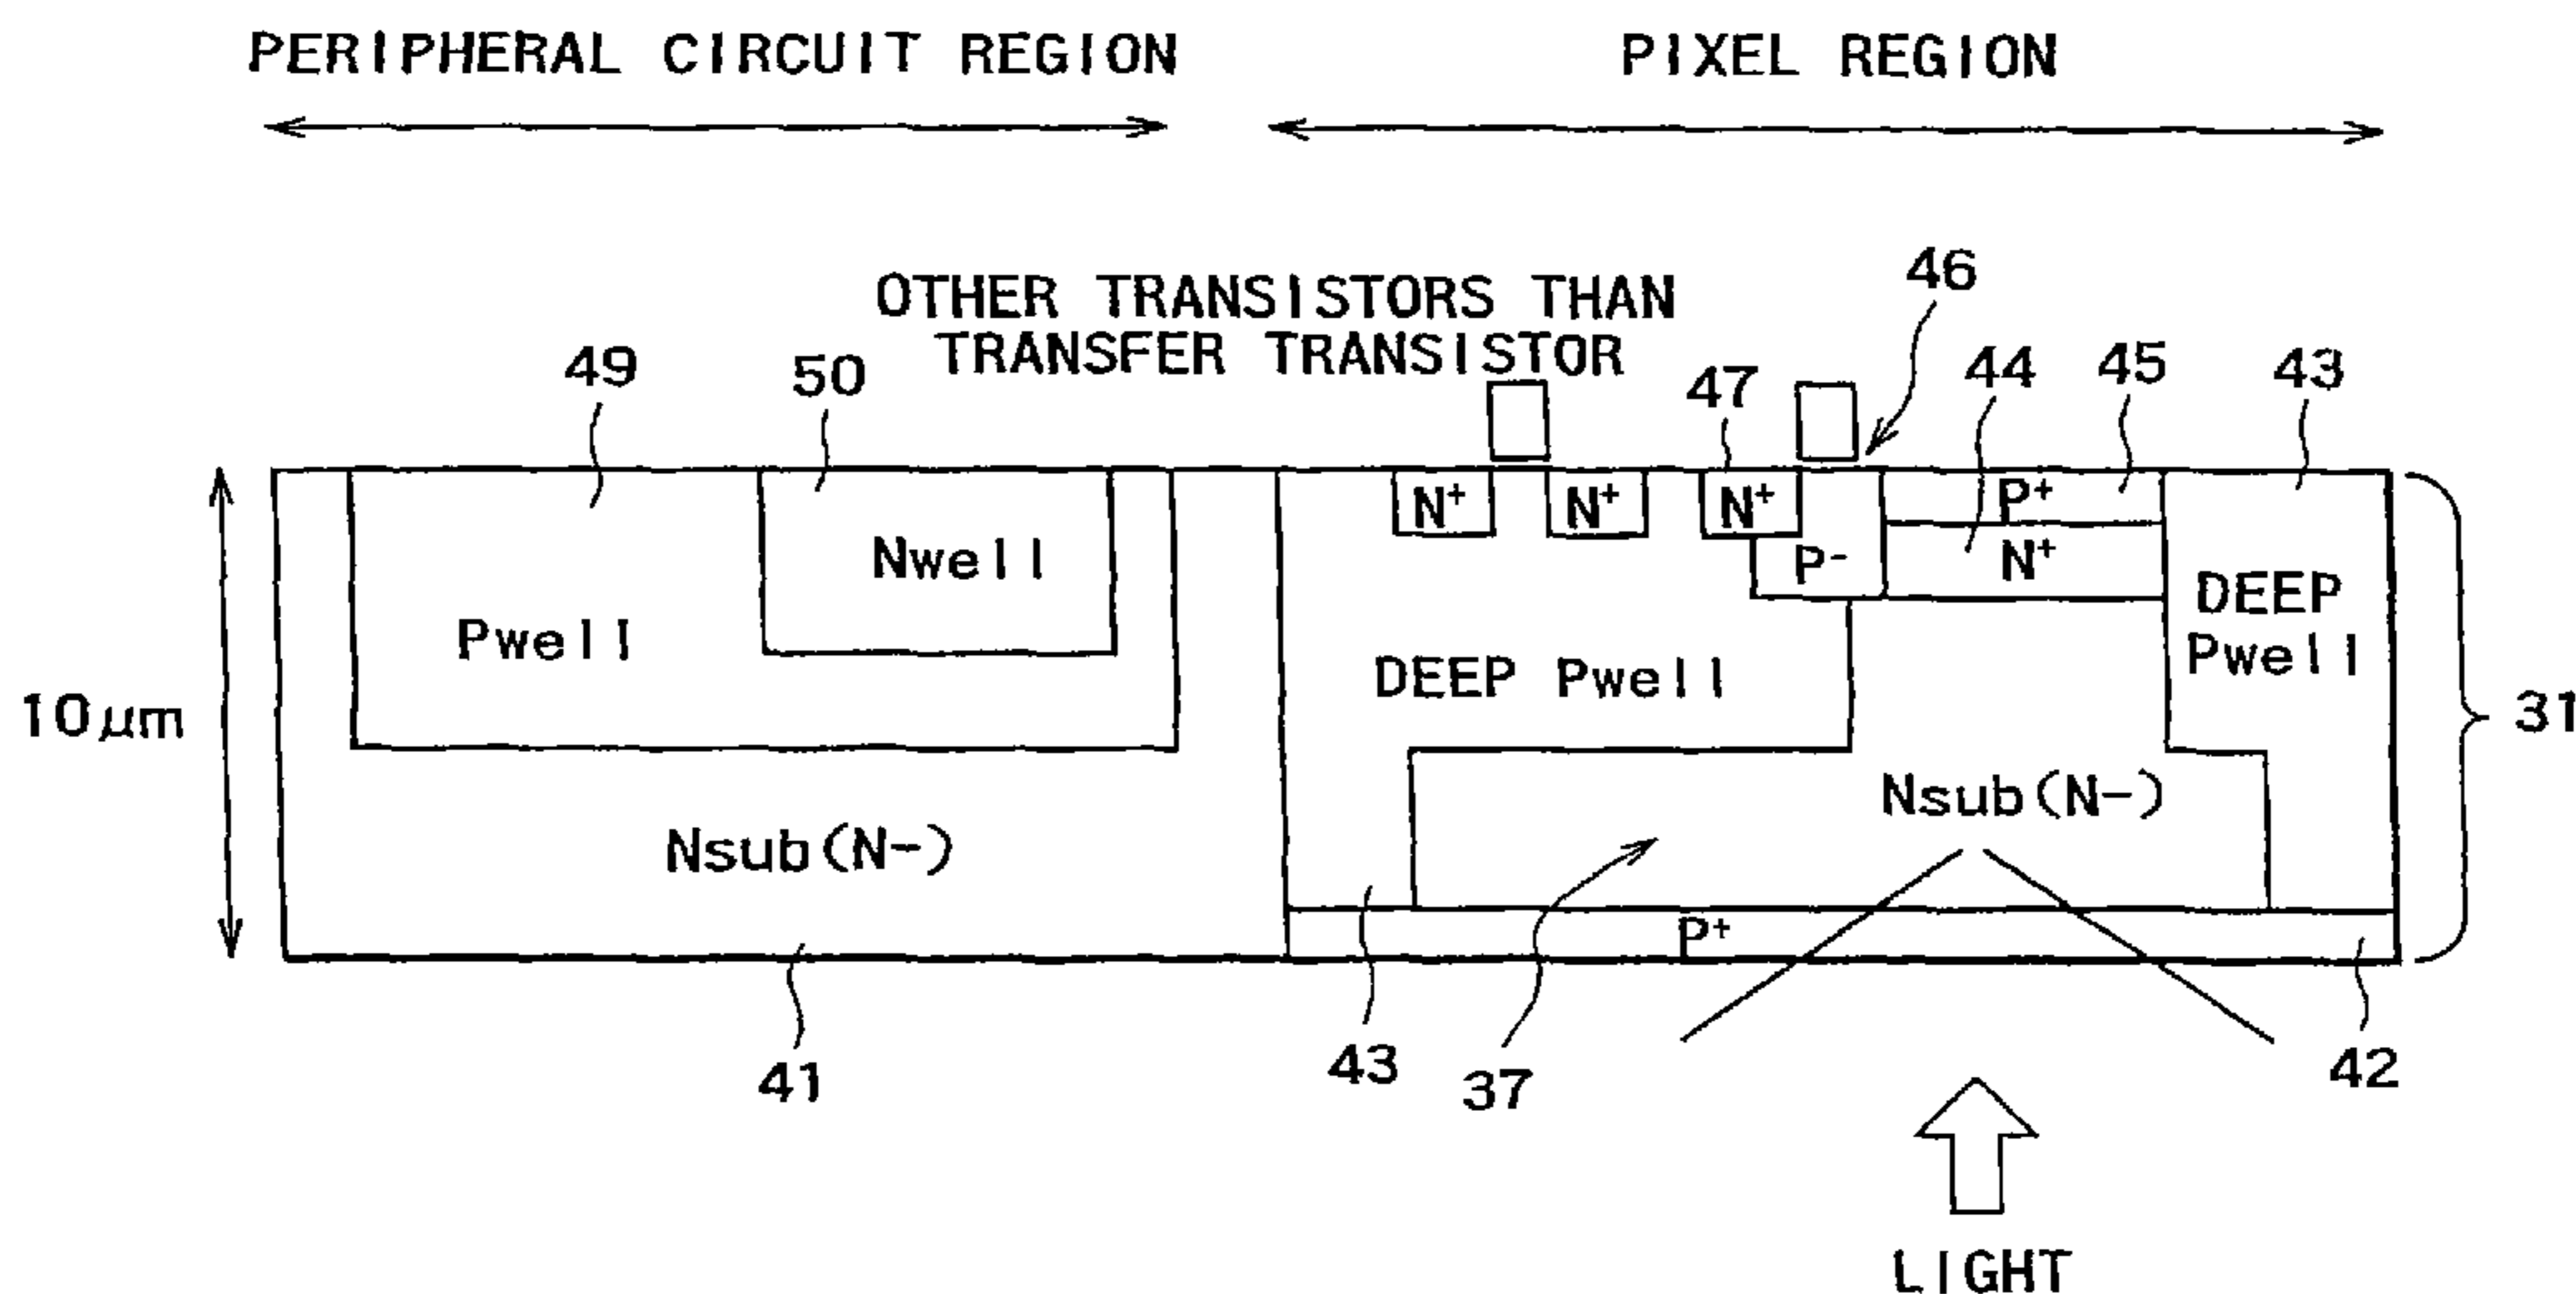 PERIPHERAL CIRCUIT REGION
PIXEL REGION
OTHER TRANSISTORS THAN
TRANSFER TRANSISTOR
46
49
50
47
44
45
43
N+
N+
N+
P+
P-
N+
Nwell
Pwell
DEEP
Pwell
DEEP Pwell
10μm
31
Nsub(N-)
Nsub(N-)
P+
41
43
37
42
LIGHT